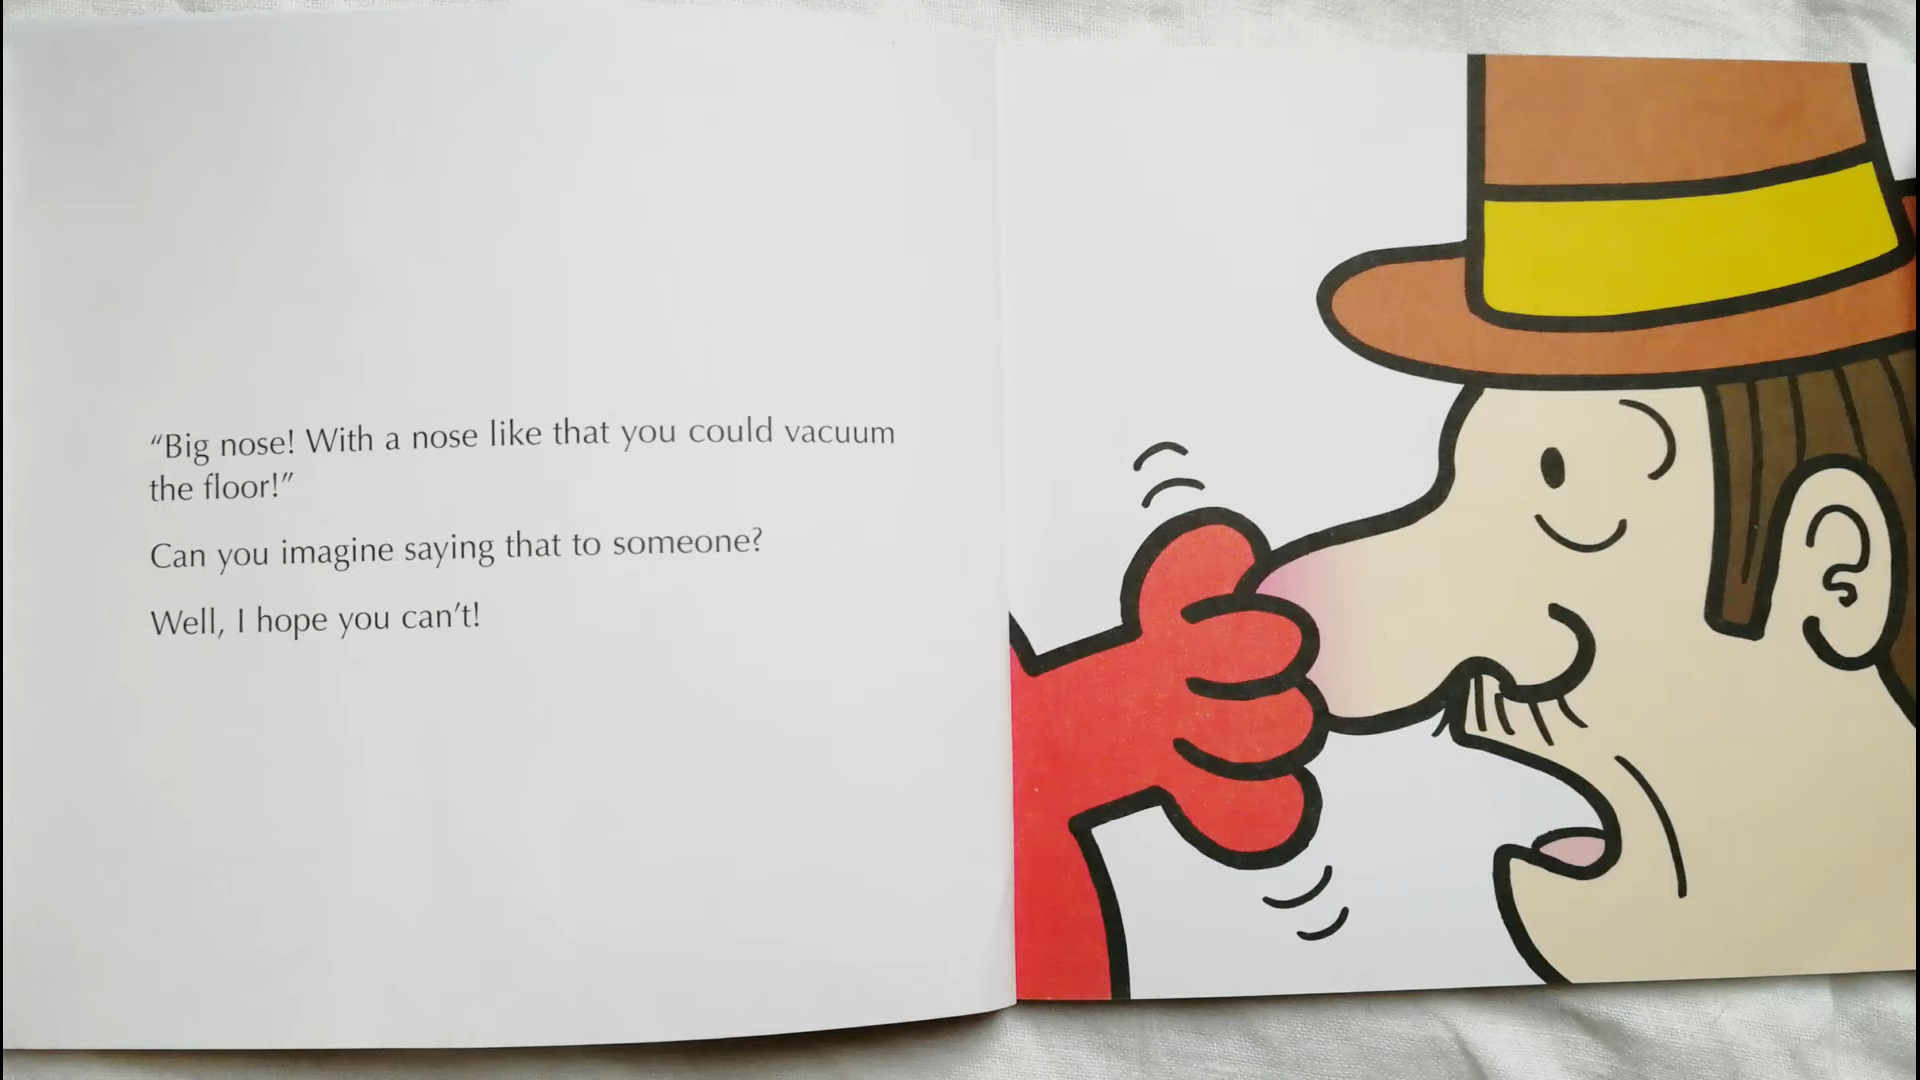 “Big nose! With a nose like that you could vacuum
the floor!”
Can you imagine saying that to someone?
Well, I hope you can’t!